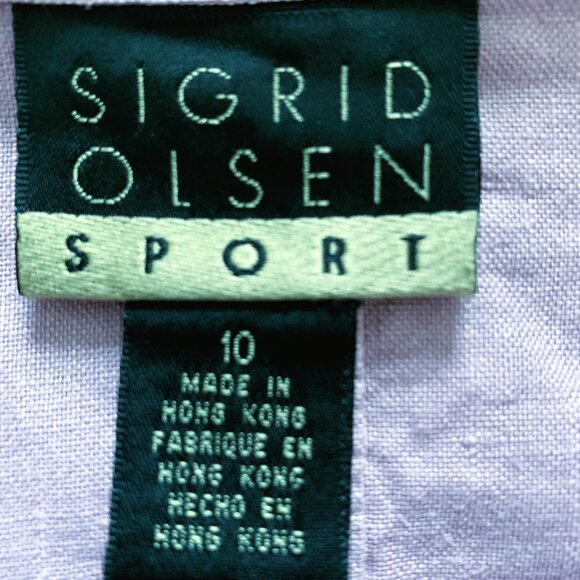 SIGRID
OLSEN
SPORT
10
MADE IN
HONG KONG
FABRIQUE EN
HONG KONG
HECHO EN
HONG KONG